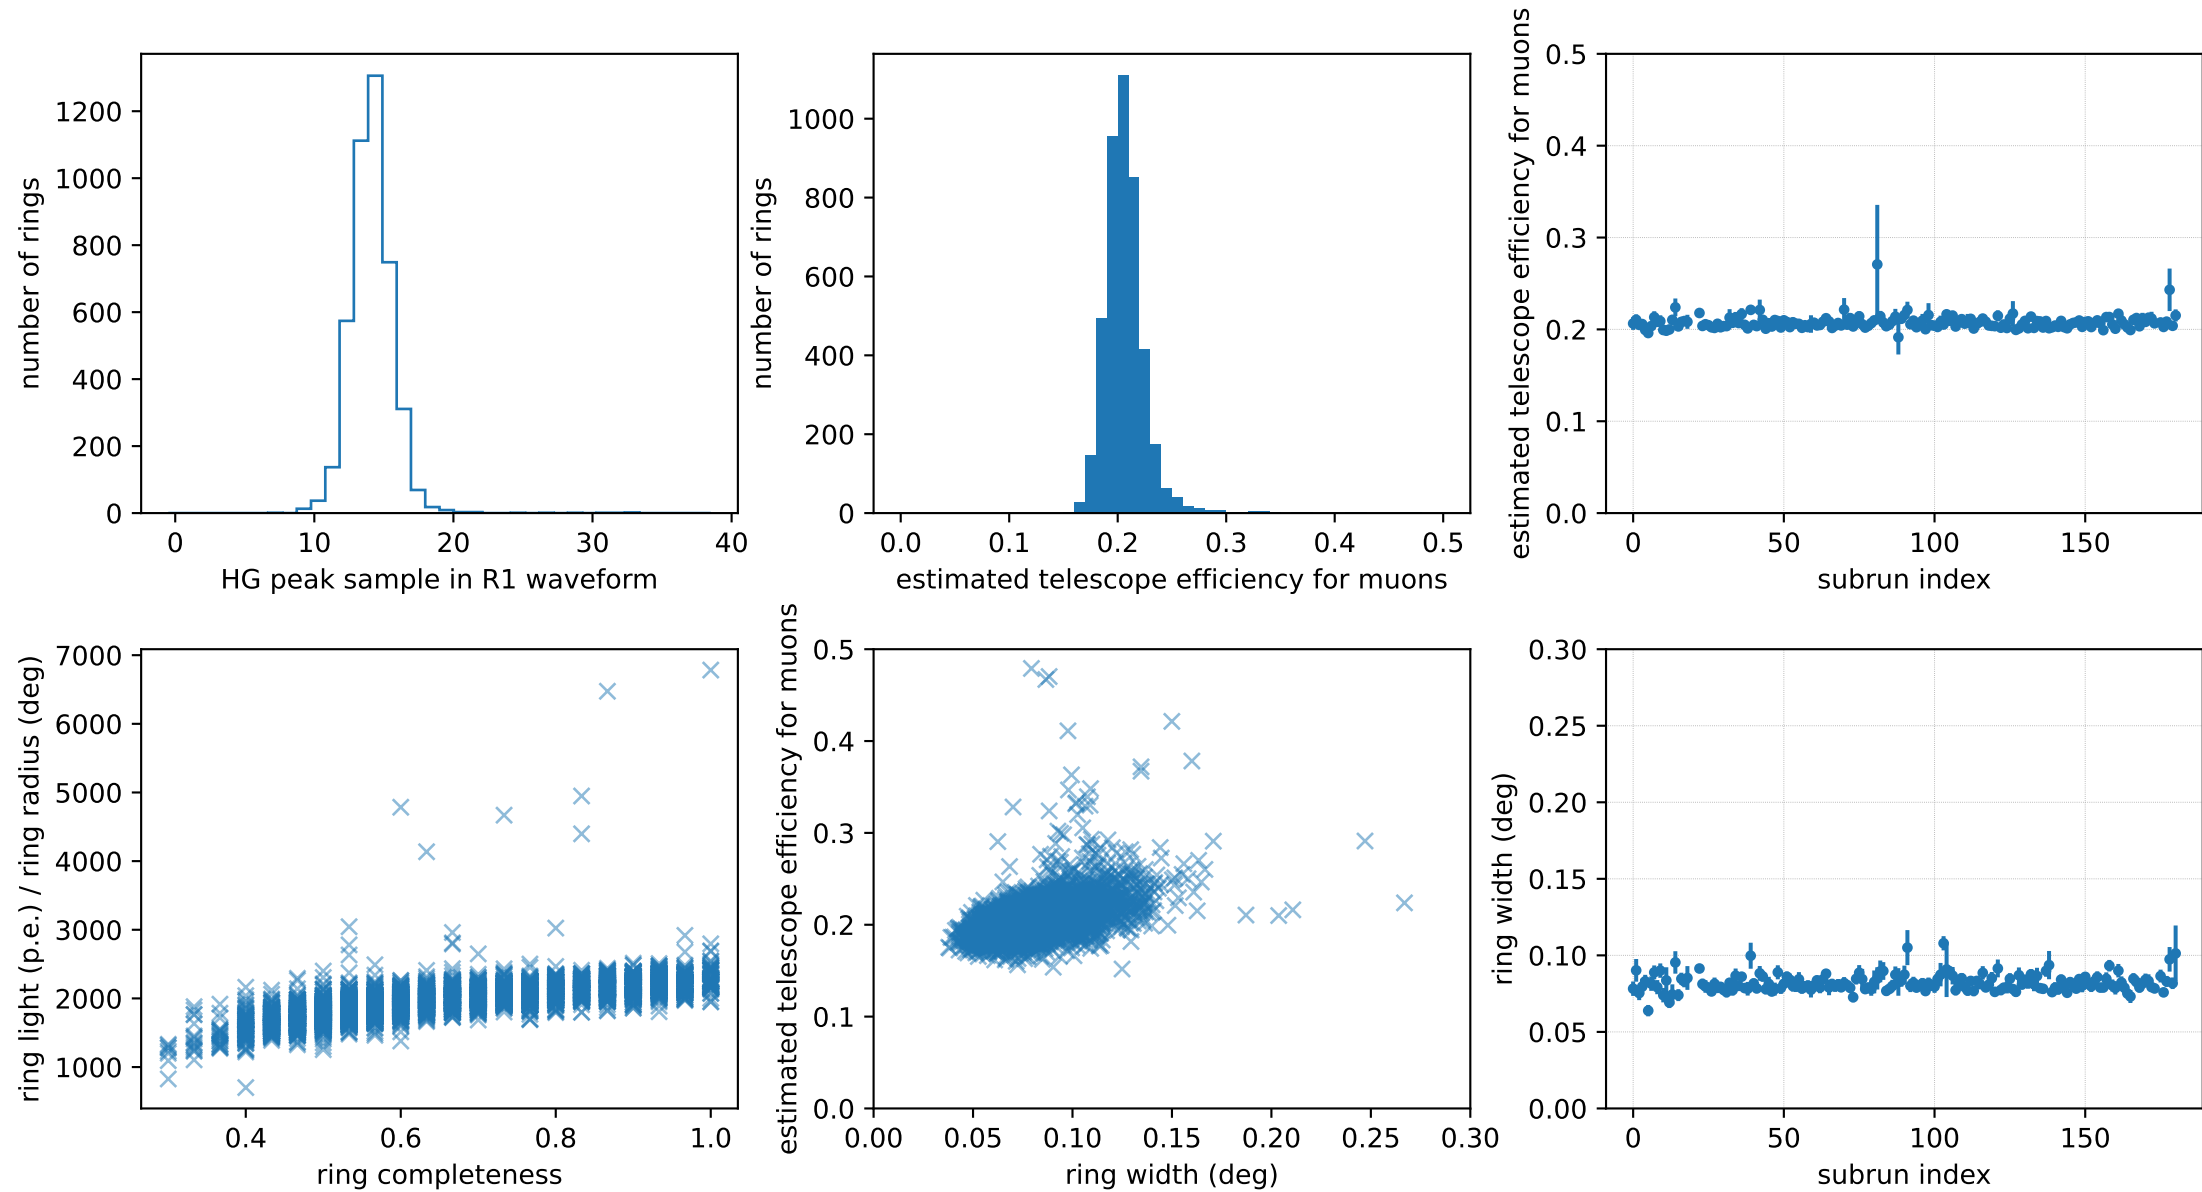 number of rings
1200
1000
800
600
400
200
0
0 10 20 30 40
HG peak sample in R1 waveform
number of rings
1000
800
600
400
200
0
0.0 0.1 0.2 0.3 0.4 0.5
estimated telescope efficiency for muons
estimated telescope efficiency for muons
0.5
0.4
0.3
0.2
0.1
0.0
0 50 100 150
subrun index
ring light (p.e.) / ring radius (deg)
7000
6000
5000
4000
3000
2000
1000
0.4 0.6 0.8 1.0
ring completeness
estimated telescope efficiency for muons
0.5
0.4
0.3
0.2
0.1
0.0
0.00 0.05 0.10 0.15 0.20 0.25 0.30
ring width (deg)
ring width (deg)
0.30
0.25
0.20
0.15
0.10
0.05
0.00
0 50 100 150
subrun index